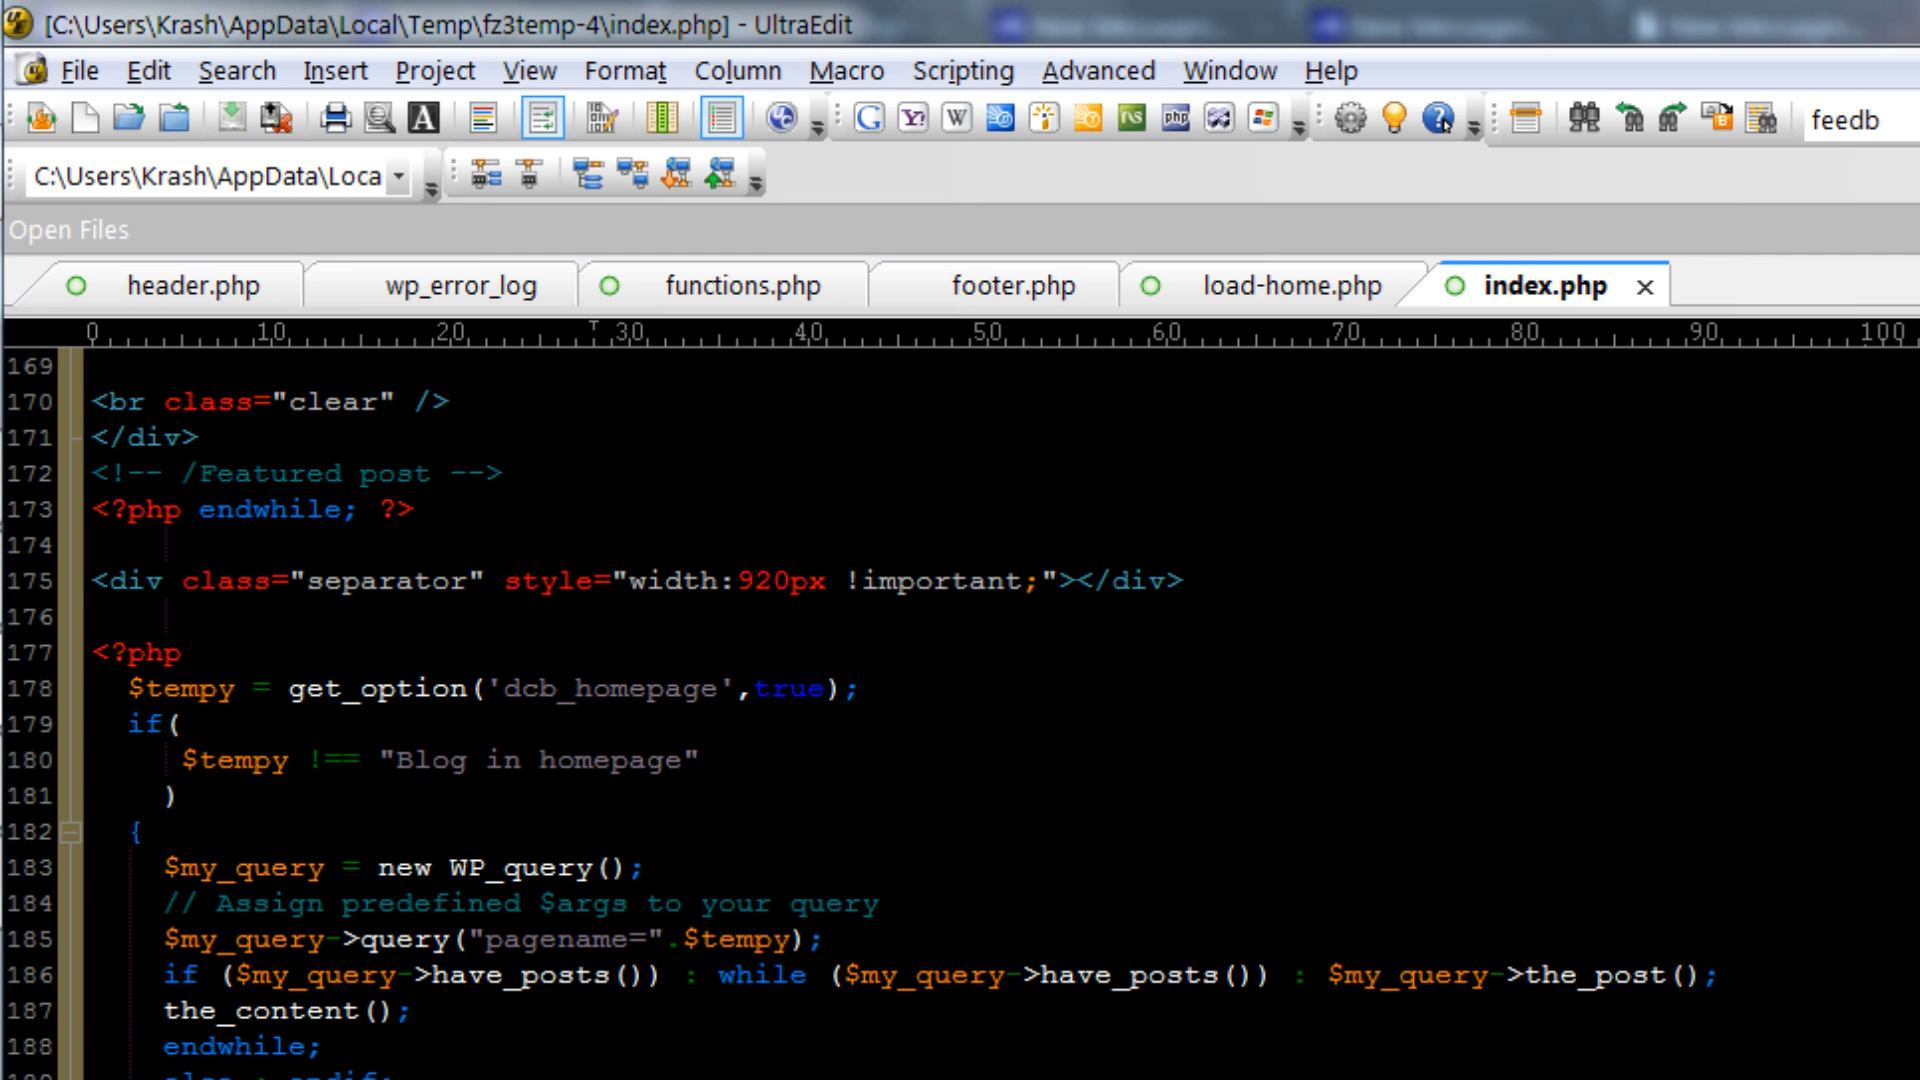 [C:\Users\Krash\AppData\Local\Temp\fz3temp-4\index.php] - UltraEdit
File Edit Search Insert Project View Format Column Macro Scripting Advanced Window Help
feedb
C:\Users\Krash\AppData\Loca
Open Files
header.php wp_error_log functions.php footer.php load-home.php index.php
0 10 20 30 40 50 60 70 80 90 100
169
170 <br class="clear" />
171 </div>
172 <!-- /Featured post -->
173 <?php endwhile; ?>
174
175 <div class="separator" style="width:920px !important;"></div>
176
177 <?php
178 $tempy = get_option('dcb_homepage',true);
179 if(
180 $tempy !== "Blog in homepage"
181 )
182 {
183 $my_query = new WP_query();
184 // Assign predefined $args to your query
185 $my_query->query("pagename=".$tempy);
186 if ($my_query->have_posts()) : while ($my_query->have_posts()) : $my_query->the_post();
187 the_content();
188 endwhile;